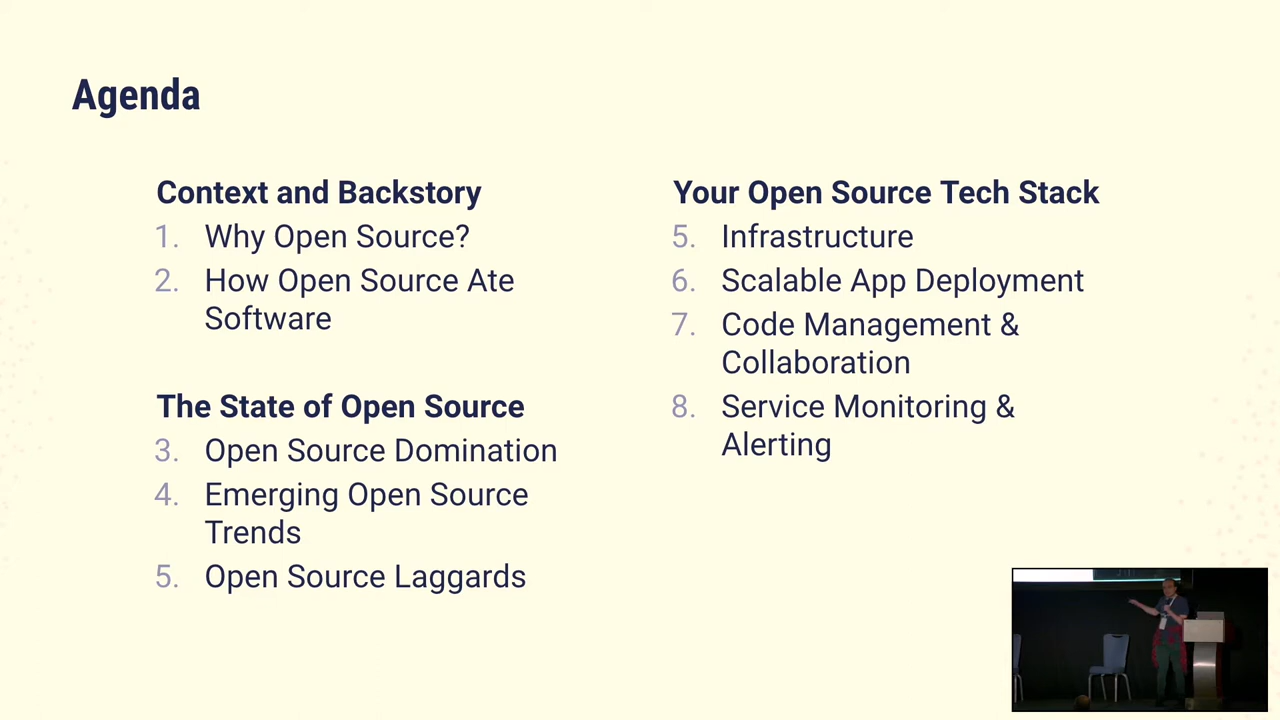 Agenda
Context and Backstory
1. Why Open Source?
2. How Open Source Ate
Software
The State of Open Source
3. Open Source Domination
4. Emerging Open Source
Trends
5. Open Source Laggards
Your Open Source Tech Stack
5. Infrastructure
6. Scalable App Deployment
7. Code Management &
Collaboration
8. Service Monitoring &
Alerting